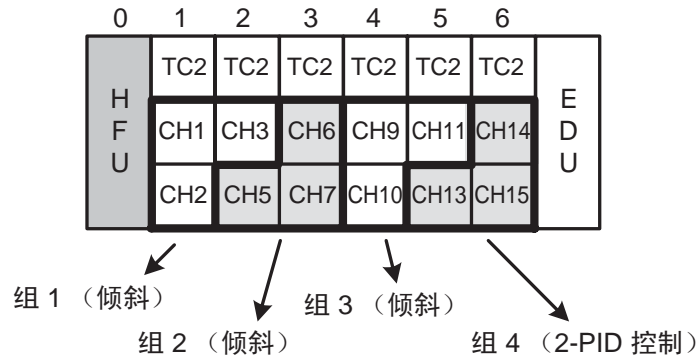 0 1 2 3 4 5 6
HFU
TC2 TC2 TC2 TC2 TC2 TC2
EDU
CH1 CH3 CH6 CH9 CH11 CH14
CH2 CH5 CH7 CH10 CH13 CH15
组 1 （倾斜）
组 3 （倾斜）
组 2 （倾斜）
组 4 （2-PID 控制）